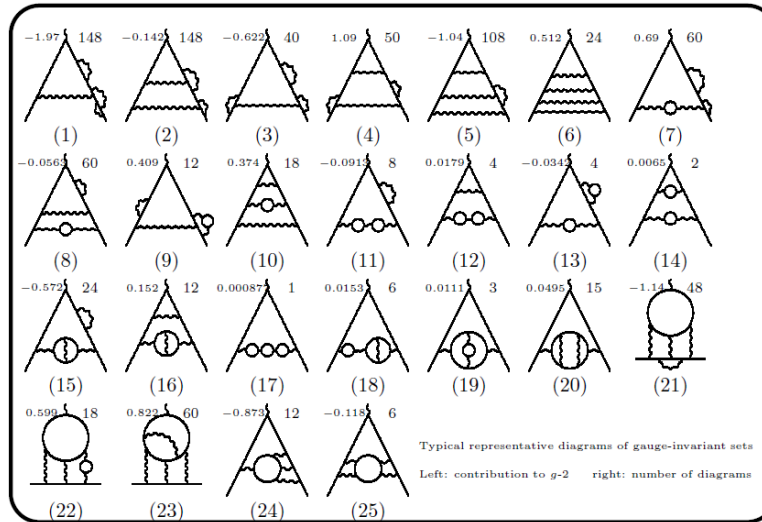 −1.97 148 −0.142 148 −0.622 40 1.09 50 −1.04 108 0.512 24 0.69 60
(1) (2) (3) (4) (5) (6) (7)
−0.0563 60 0.409 12 0.374 18 −0.0913 8 0.0179 4 −0.0342 4 0.0065 2
(8) (9) (10) (11) (12) (13) (14)
−0.572 24 0.152 12 0.00087 1 0.0153 6 0.0111 3 0.0495 15 −1.14 48
(15) (16) (17) (18) (19) (20) (21)
0.599 18 0.822 60 −0.873 12 −0.118 6
Typical representative diagrams of gauge-invariant sets
Left: contribution to g-2 right: number of diagrams
(22) (23) (24) (25)